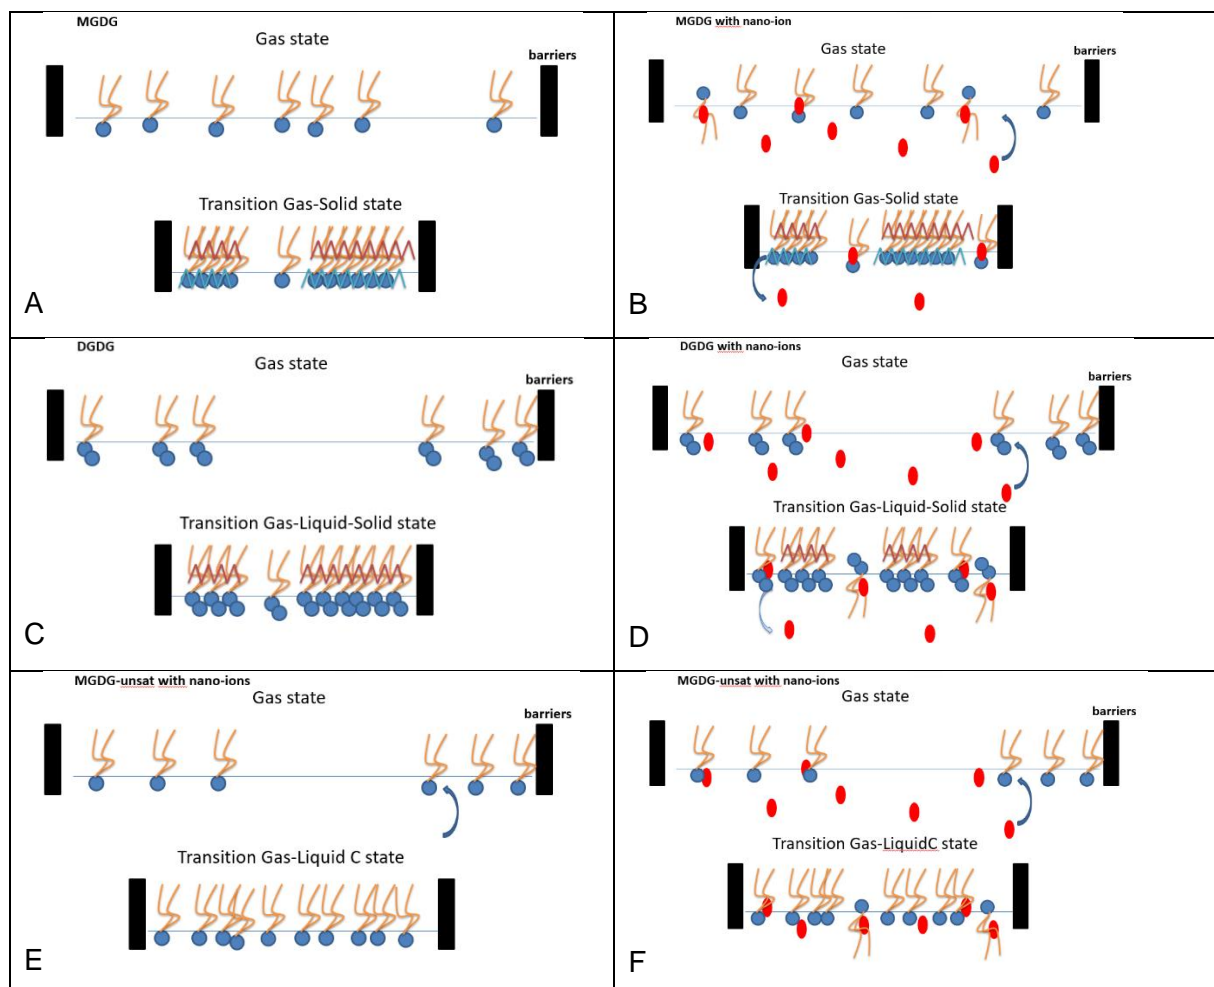 MGDG
Gas state
barriers
Transition Gas-Solid state
A
MGDG with nano-ion
Gas state
barriers
Transition Gas-Solid state
B
DGDG
Gas state
barriers
Transition Gas-Liquid-Solid state
C
DGDG with nano-ions
Gas state
barriers
Transition Gas-Liquid-Solid state
D
MGDG-unsat with nano-ions
Gas state
barriers
Transition Gas-Liquid C state
E
MGDG-unsat with nano-ions
Gas state
barriers
Transition Gas-LiquidC state
F